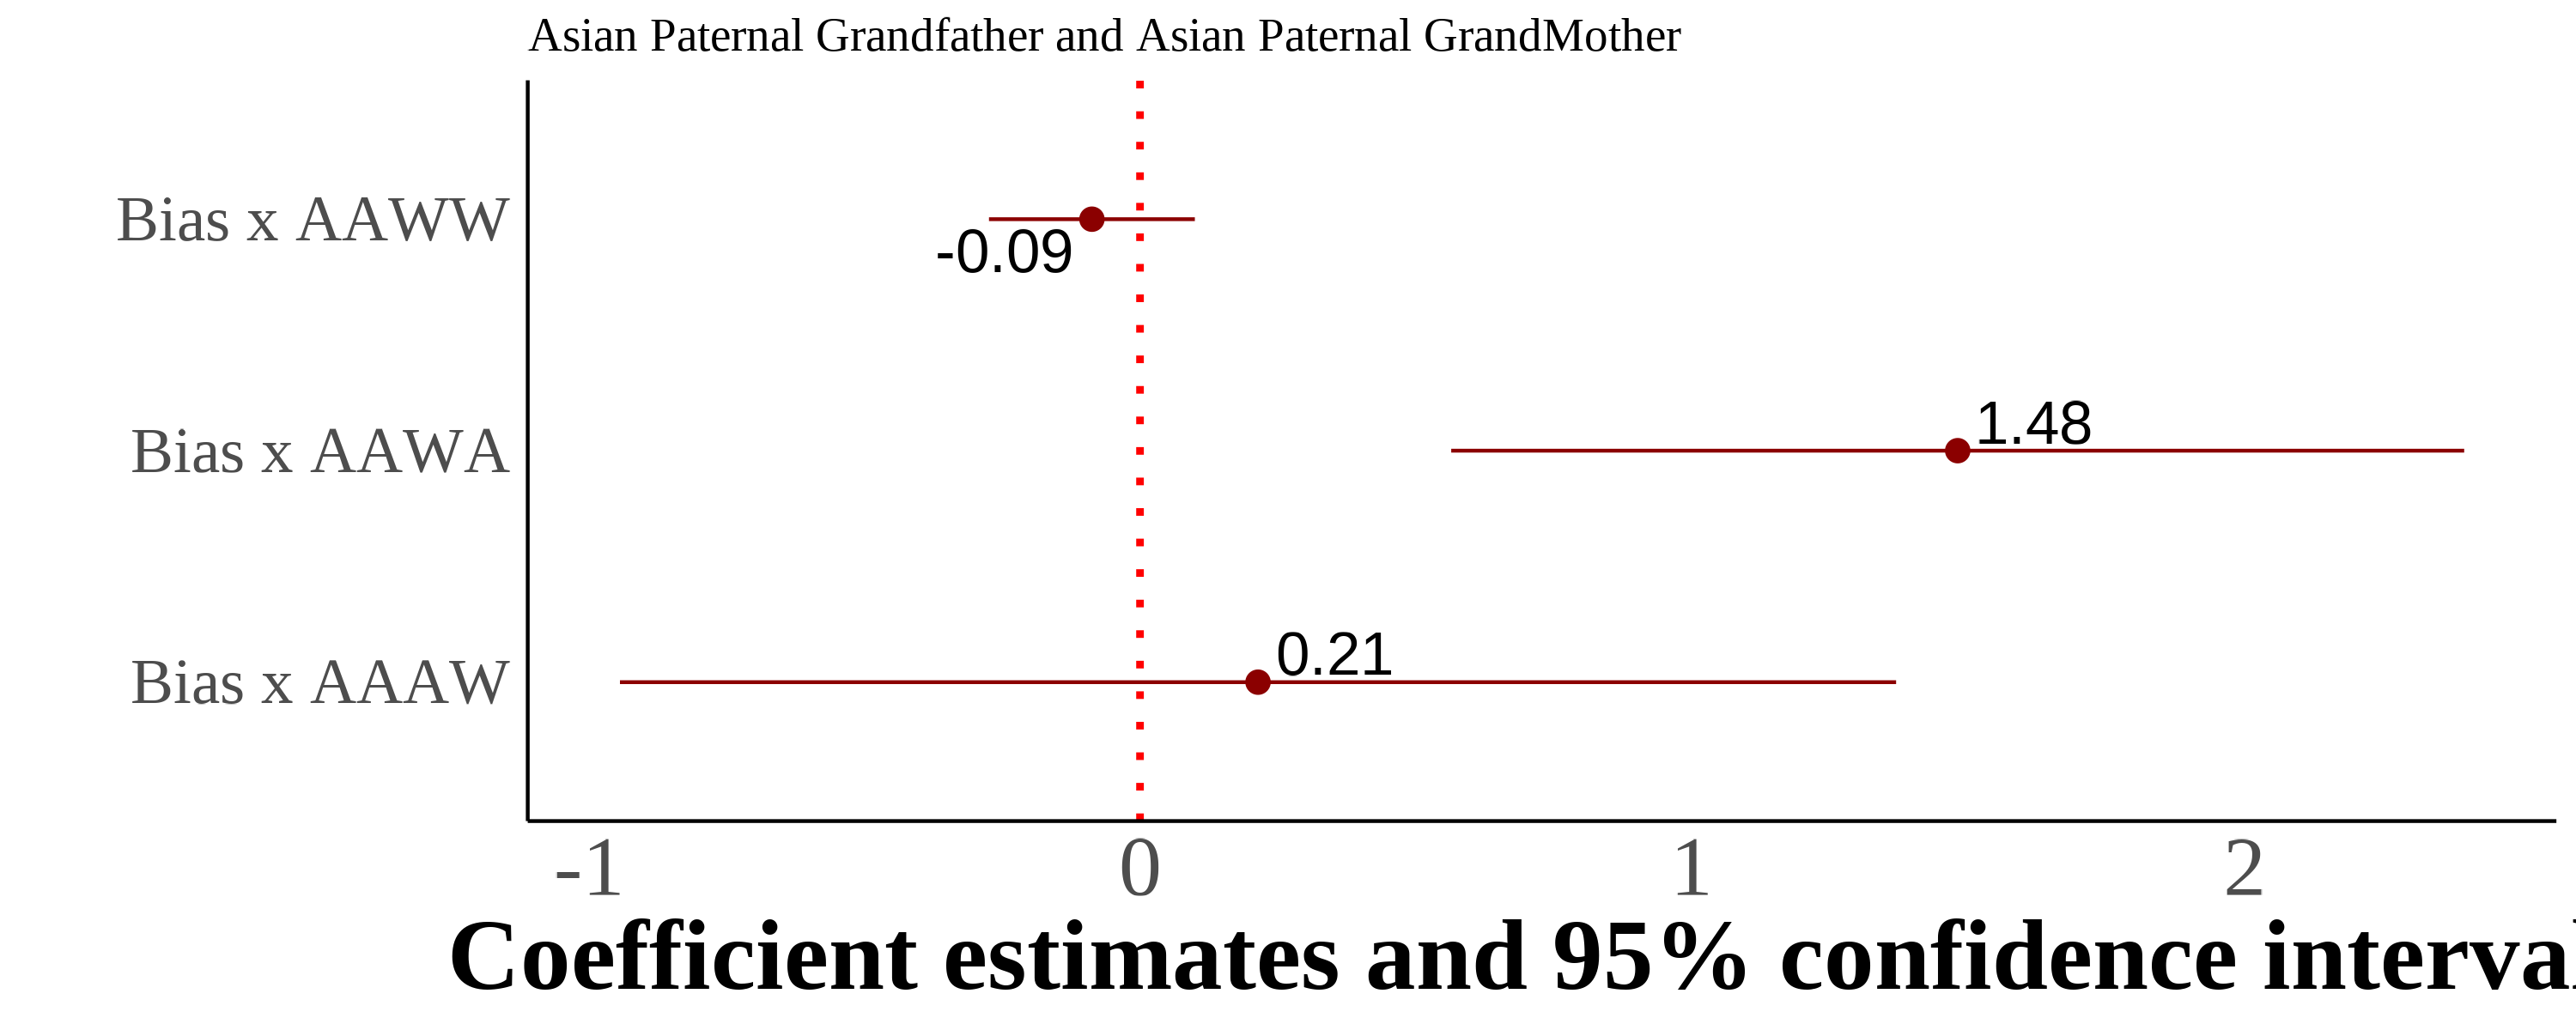 Asian Paternal Grandfather and Asian Paternal GrandMother
Bias x AAWW
-0.09
Bias x AAWA
1.48
Bias x AAAW
0.21
-1 0 1 2
Coefficient estimates and 95% confidence